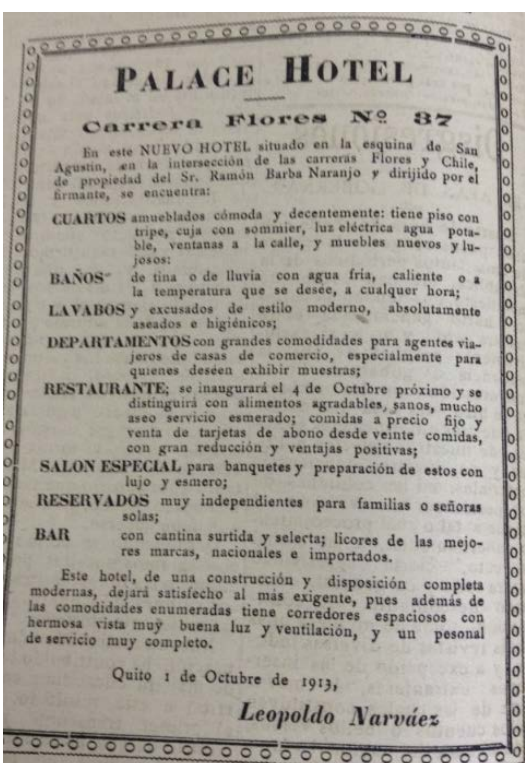 PALACE HOTEL
Carrera Flores Nº 37
En este NUEVO HOTEL situado en la esquina de San
Agustín, en la intersección de las carreras Flores y Chile,
de propiedad del Sr. Ramón Barba Naranjo y dirijido por el
firmante, se encuentra:
CUARTOS amueblados cómoda y decentemente: tiene piso con
tripe, cuja con sommier, luz eléctrica agua pota-
ble, ventanas a la calle, y muebles nuevos y lu-
josos:
BAÑOS de tina o de lluvia con agua fría, caliente o a
la temperatura que se desée, a cualquer hora;
LAVABOS y excusados de estilo moderno, absolutamente
aseados e higiénicos;
DEPARTAMENTOS con grandes comodidades para agentes via-
jeros de casas de comercio, especialmente para
quienes deséen exhibir muestras;
RESTAURANTE; se inaugurará el 4 de Octubre próximo y se
distinguirá con alimentos agradables, sanos, mucho
aseo servicio esmerado; comidas a precio fijo y
venta de tarjetas de abono desde veinte comidas,
con gran reducción y ventajas positivas;
SALON ESPECIAL para banquetes y preparación de estos con
lujo y esmero;
RESERVADOS muy independientes para familias o señoras
solas;
BAR con cantina surtida y selecta; licores de las mejo-
res marcas, nacionales e importados.
Este hotel, de una construcción y disposición completa
modernas, dejará satisfecho al más exigente, pues además de
las comodidades enumeradas tiene corredores espaciosos con
hermosa vista muy buena luz y ventilación, y un pesonal
de servicio muy completo.
Quito 1 de Octubre de 1913,
Leopoldo Narváez